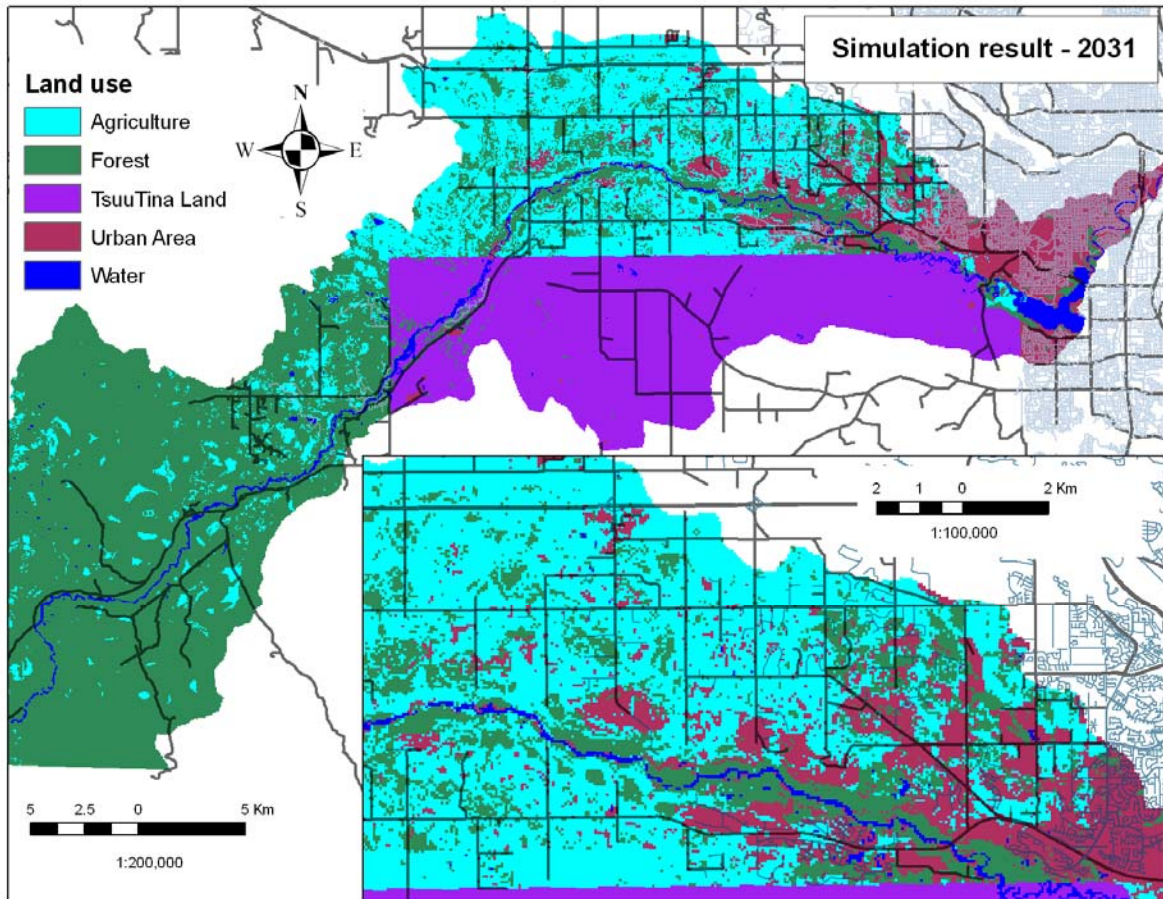 Simulation result - 2031
Land use
Agriculture
Forest
TsuuTina Land
Urban Area
Water
N
W E
S
2 1 0 2 Km
1:100,000
5 2.5 0 5 Km
1:200,000